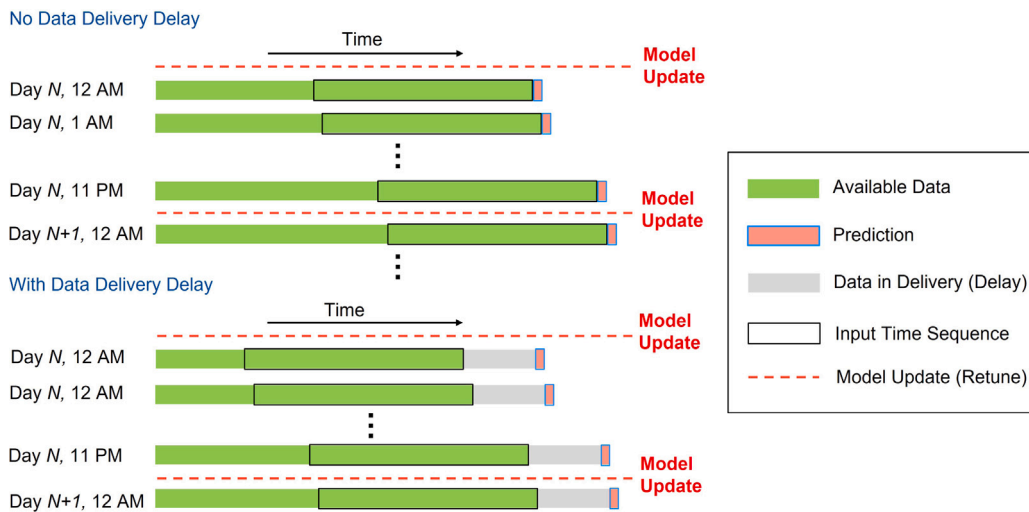 No Data Delivery Delay
Time
Model
Update
Day N, 12 AM
Day N, 1 AM
Day N, 11 PM
Model
Update
Day N+1, 12 AM
With Data Delivery Delay
Time
Model
Update
Day N, 12 AM
Day N, 12 AM
Day N, 11 PM
Model
Update
Day N+1, 12 AM
Available Data
Prediction
Data in Delivery (Delay)
Input Time Sequence
Model Update (Retune)